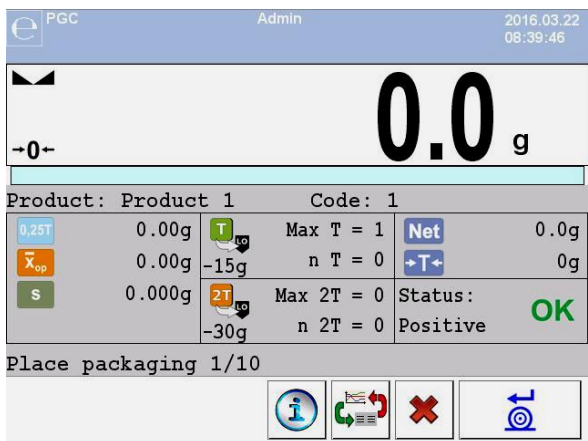 e PGC Admin 2016.03.22
08:39:46
0.0 g
→0←
Product: Product 1 Code: 1
0,25T 0.00g T LO Max T = 1 Net 0.0g
x̅op 0.00g -15g n T = 0 →T← 0g
S 0.000g 2T LO Max 2T = 0 Status: OK
-30g n 2T = 0 Positive
Place packaging 1/10
i